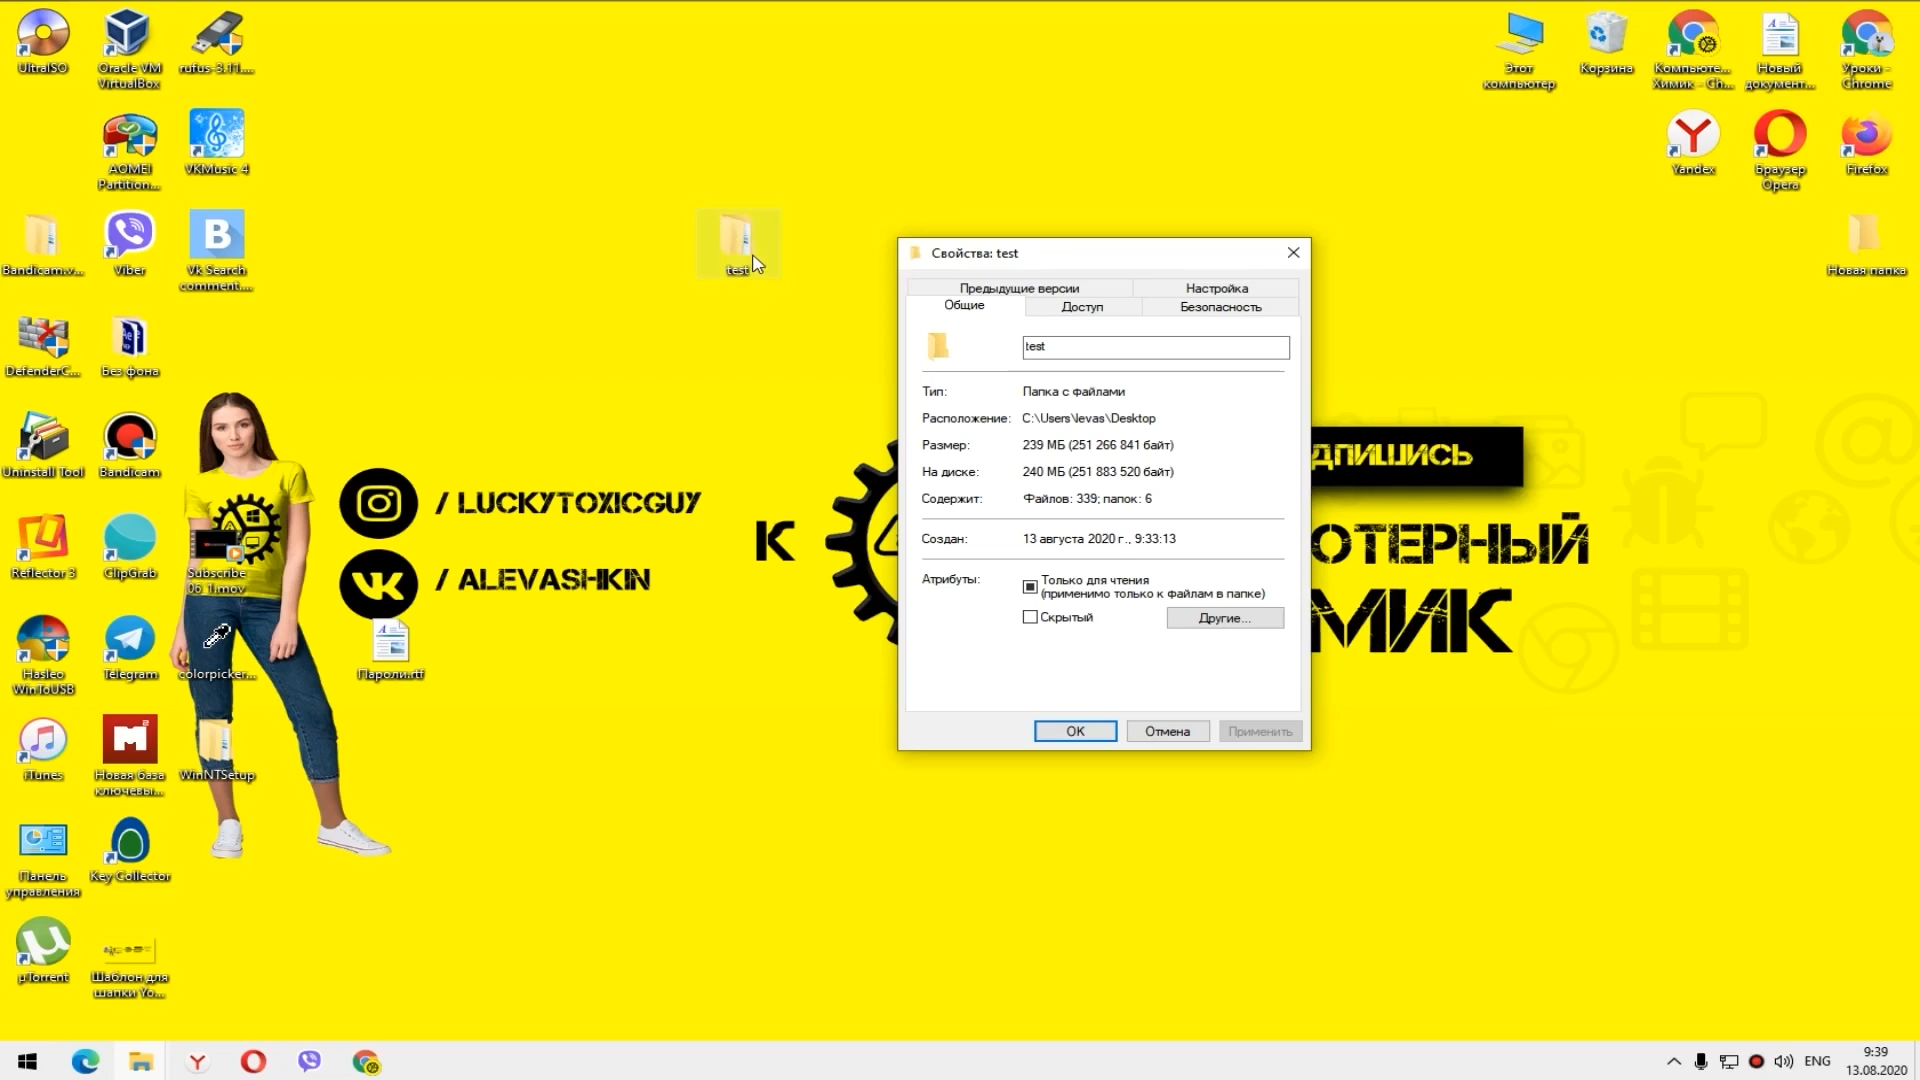 UltraISO
Oracle VM
VirtualBox
rufus-3.11....
Этот
компьютер
Корзина
Компьюте...
Химик - Ch...
Новый
документ...
Уроки -
Chrome
AOMEI
Partition...
VKMusic 4
Yandex
Браузер
Opera
Firefox
Bandicam.v...
Viber
Vk Search
comment....
test
Новая папка
Свойства: test
Предыдущие версии
Настройка
Общие
Доступ
Безопасность
test
Тип:
Папка с файлами
Расположение:
C:\Users\levas\Desktop
Размер:
239 МБ (251 266 841 байт)
На диске:
240 МБ (251 883 520 байт)
Содержит:
Файлов: 339; папок: 6
Создан:
13 августа 2020 г., 9:33:13
Атрибуты:
Только для чтения
(применимо только к файлам в папке)
Скрытый
Другие...
ОК
Отмена
Применить
DefenderC...
Без фона
Uninstall Tool
Bandicam
Reflector 3
ClipGrab
Subscribe
06_1.mov
/ LUCKYTOXICGUY
/ ALEVASHKIN
К
ДПИШИСЬ
ОТЕРНЫЙ
МИК
Hasleo
WinToUSB
Telegram
colorpicker...
Пароли.rtf
iTunes
Новая база
ключевы...
WinNTSetup
Панель
управления
Key Collector
µTorrent
Шаблон для
шапки Yo...
ENG
9:39
13.08.2020